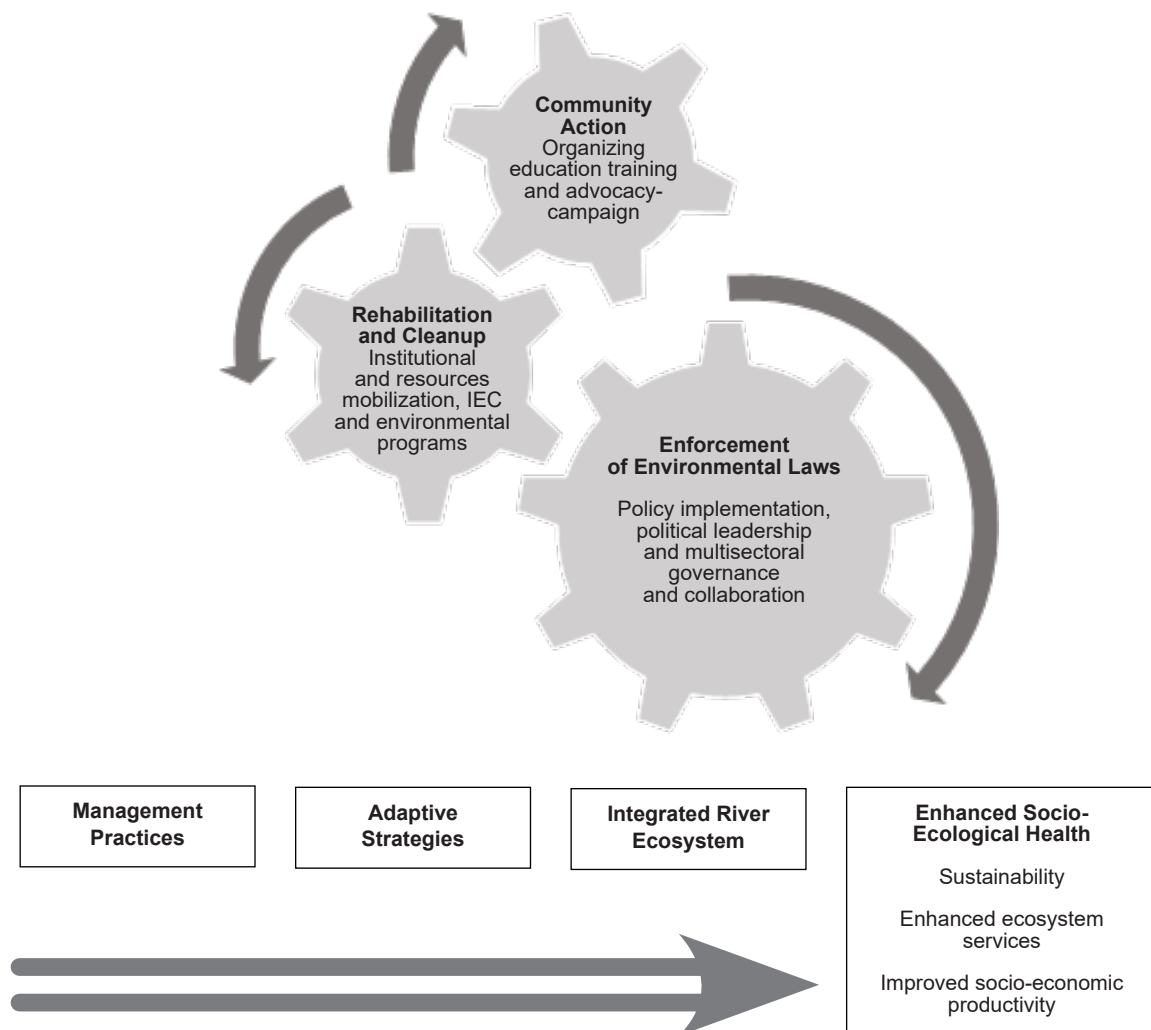 Community
Action
Organizing
education training
and advocacy-
campaign
Rehabilitation
and Cleanup
Institutional
and resources
mobilization, IEC
and environmental
programs
Enforcement
of Environmental Laws
Policy implementation,
political leadership
and multisectoral
governance
and collaboration
Management
Practices
Adaptive
Strategies
Integrated River
Ecosystem
Enhanced Socio-
Ecological Health
Sustainability
Enhanced ecosystem
services
Improved socio-economic
productivity